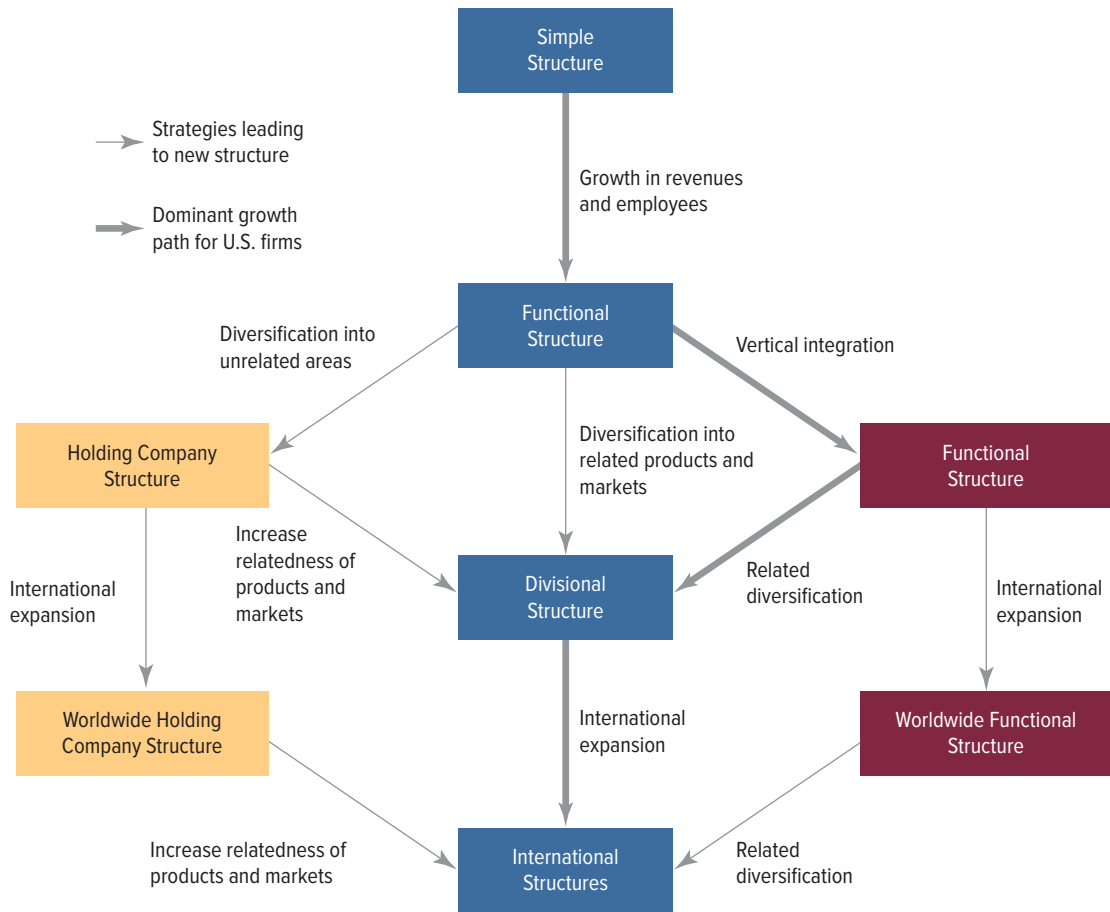 Simple
Structure
Strategies leading
to new structure
Dominant growth
path for U.S. firms
Growth in revenues
and employees
Functional
Structure
Diversification into
unrelated areas
Vertical integration
Holding Company
Structure
Diversification into
related products and
markets
Functional
Structure
Increase
relatedness of
products and
markets
International
expansion
Divisional
Structure
Related
diversification
International
expansion
Worldwide Holding
Company Structure
International
expansion
Worldwide Functional
Structure
Increase relatedness of
products and markets
International
Structures
Related
diversification